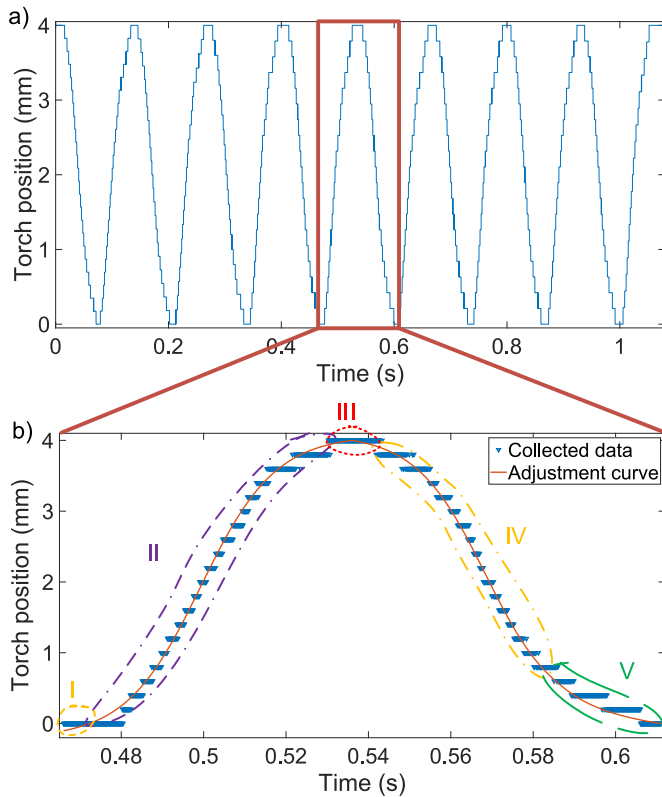 a)
4
3
2
1
0
Torch position (mm)
0 0.2 0.4 0.6 0.8 1
Time (s)
b)
III
4
3
2
1
0
Torch position (mm)
Collected data
Adjustment curve
II
IV
I
V
0.48 0.5 0.52 0.54 0.56 0.58 0.6
Time (s)